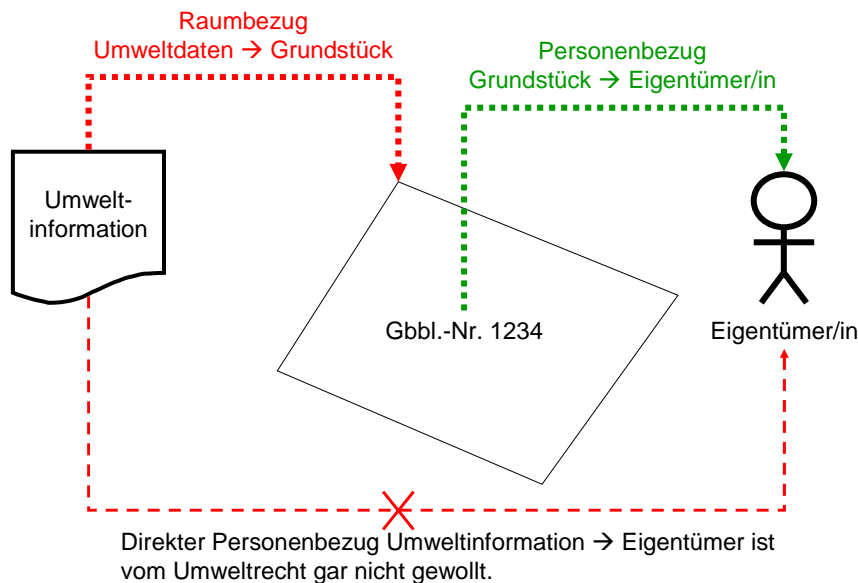 Raumbezug
Umweltdaten → Grundstück
Personenbezug
Grundstück → Eigentümer/in
Umwelt-
information
Gbbl.-Nr. 1234
Eigentümer/in
Direkter Personenbezug Umweltinformation → Eigentümer ist
vom Umweltrecht gar nicht gewollt.